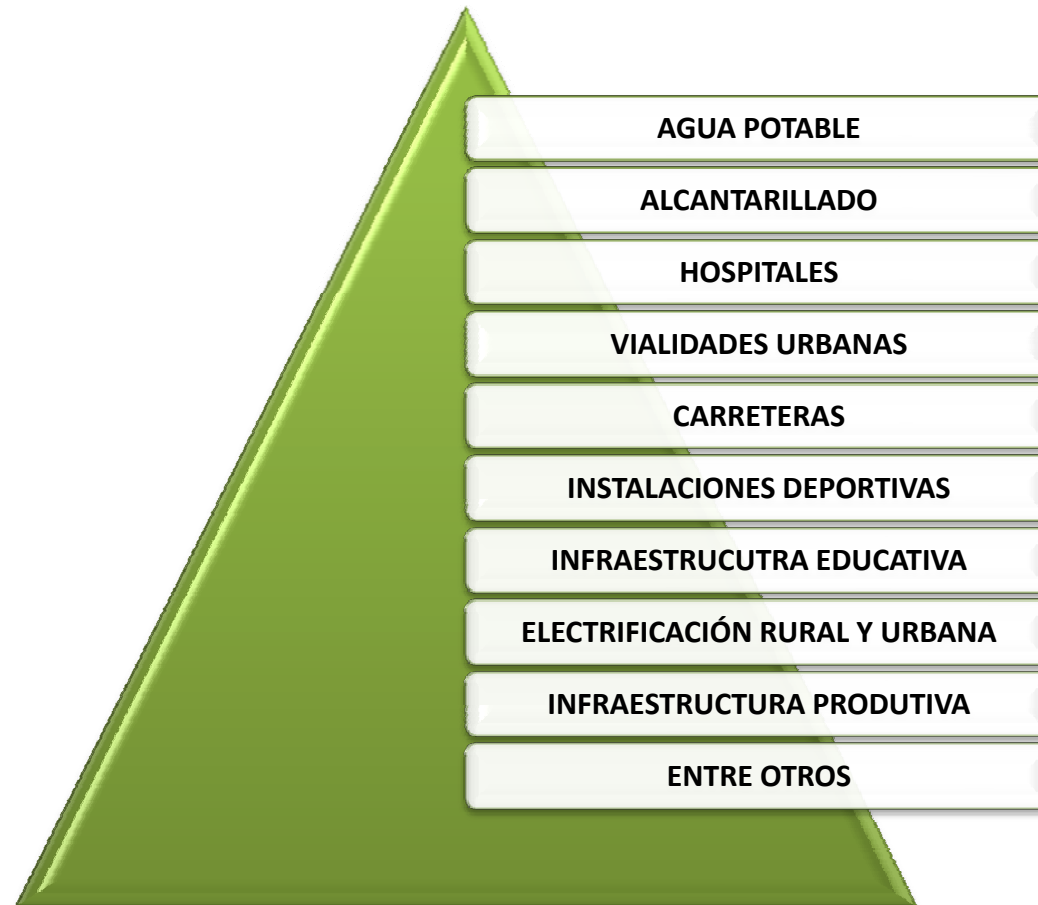 AGUA POTABLE
ALCANTARILLADO
HOSPITALES
VIALIDADES URBANAS
CARRETERAS
INSTALACIONES DEPORTIVAS
INFRAESTRUCUTRA EDUCATIVA
ELECTRIFICACIÓN RURAL Y URBANA
INFRAESTRUCTURA PRODUTIVA
ENTRE OTROS